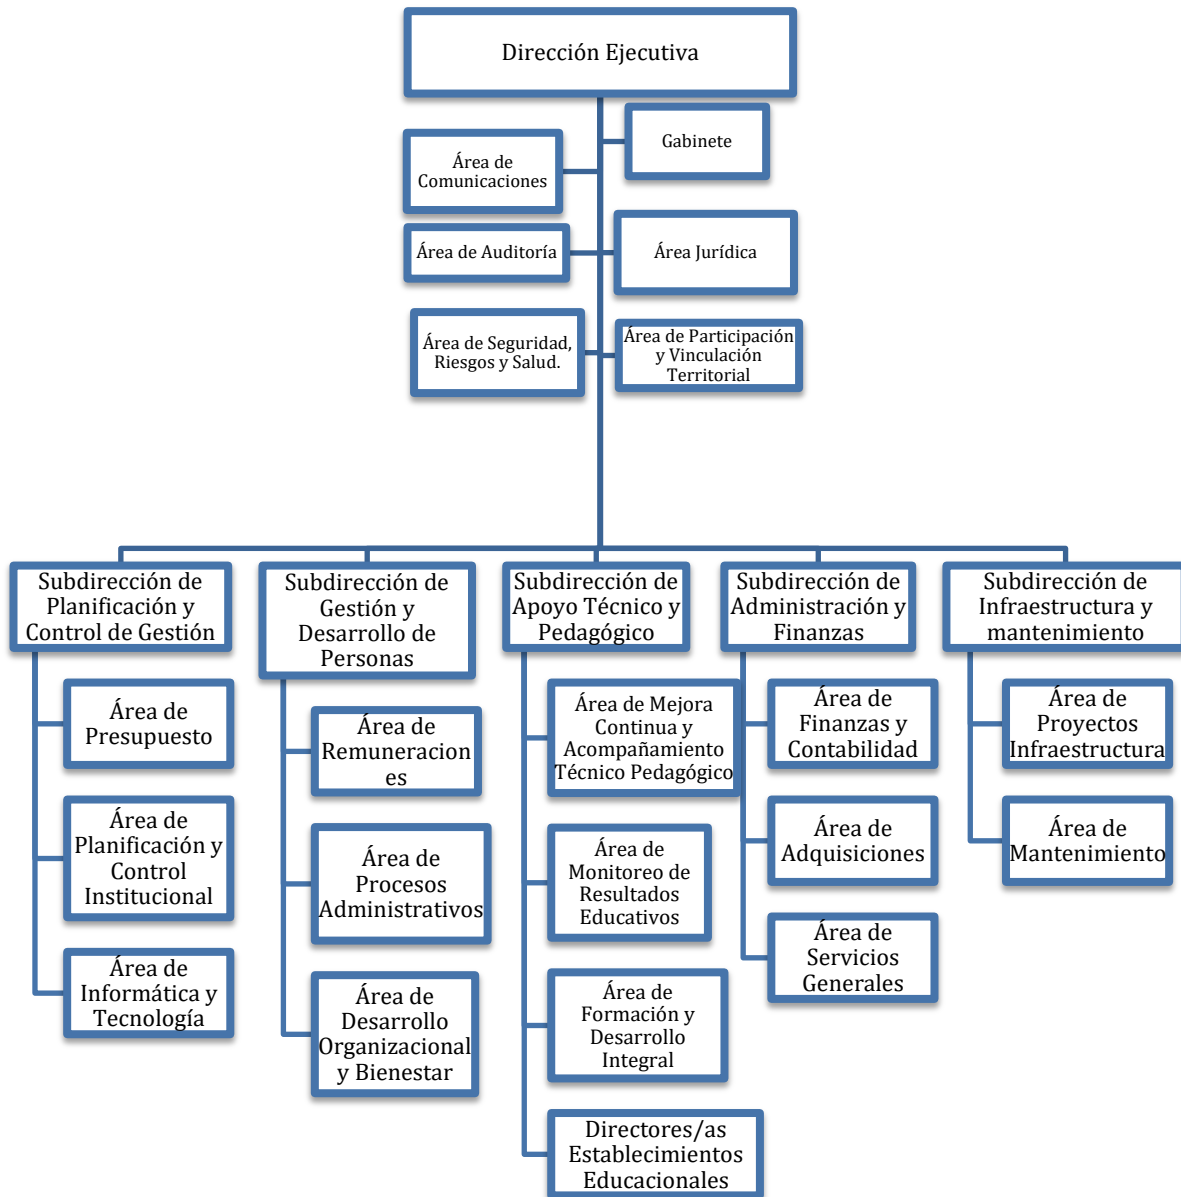 Dirección Ejecutiva
Gabinete
Área de
Comunicaciones
Área de Auditoría
Área Jurídica
Área de Seguridad,
Riesgos y Salud.
Área de Participación
y Vinculación
Territorial
Subdirección de
Planificación y
Control de Gestión
Área de
Presupuesto
Área de
Planificación y
Control
Institucional
Área de
Informática y
Tecnología
Subdirección de
Gestión y
Desarrollo de
Personas
Área de
Remuneracion
es
Área de
Procesos
Administrativos
Área de
Desarrollo
Organizacional
y Bienestar
Subdirección de
Apoyo Técnico y
Pedagógico
Área de Mejora
Continua y
Acompañamiento
Técnico Pedagógico
Área de
Monitoreo de
Resultados
Educativos
Área de
Formación y
Desarrollo
Integral
Directores/as
Establecimientos
Educacionales
Subdirección de
Administración y
Finanzas
Área de
Finanzas y
Contabilidad
Área de
Adquisiciones
Área de
Servicios
Generales
Subdirección de
Infraestructura y
mantenimiento
Área de
Proyectos
Infraestructura
Área de
Mantenimiento